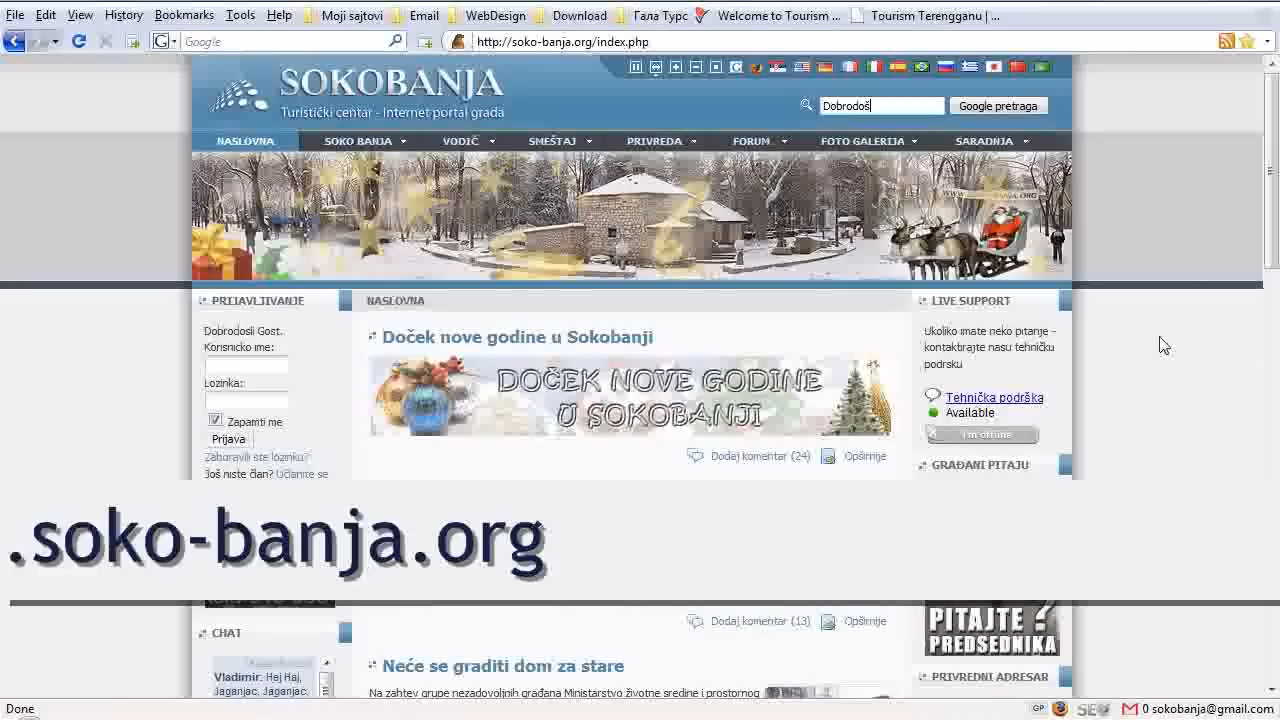 File Edit View History Bookmarks Tools Help Moji sajtovi Email WebDesign Download Гала Турс Welcome to Tourism ... Tourism Terengganu | ...
Google http://soko-banja.org/index.php
SOKOBANJA
Turistički centar - Internet portal grada
Dobrodoš Google pretraga
NASLOVNA SOKO BANJA VODIČ SMEŠTAJ PRIVREDA FORUM FOTO GALERIJA SARADNJA
WWW.SOKO-BANJA.ORG
PRIJAVLJIVANJE NASLOVNA LIVE SUPPORT
Dobrodosli Gost.
Korisnicko ime:
Lozinka:
Zapamti me
Prijava
Zaboravili ste lozinku?
Još niste član? Učlanite se
Doček nove godine u Sokobanji
DOČEK NOVE GODINE
U SOKOBANJI
Dodaj komentar (24) Opširnije
Ukoliko imate neko pitanje -
kontaktirajte nasu tehničku
podrsku
Tehnička podrška
Available
I'm offline
GRAĐANI PITAJU
.soko-banja.org
Dodaj komentar (13) Opširnije
PITAJTE
PREDSEDNIKA
CHAT
Vladimir: Hej Haj,
Jaganjac, Jaganjac,
Neće se graditi dom za stare
Na zahtev grupe nezadovoljnih građana Ministarstvo životne sredine i prostornog
PRIVREDNI ADRESAR
Done GP 0 sokobanja@gmail.com